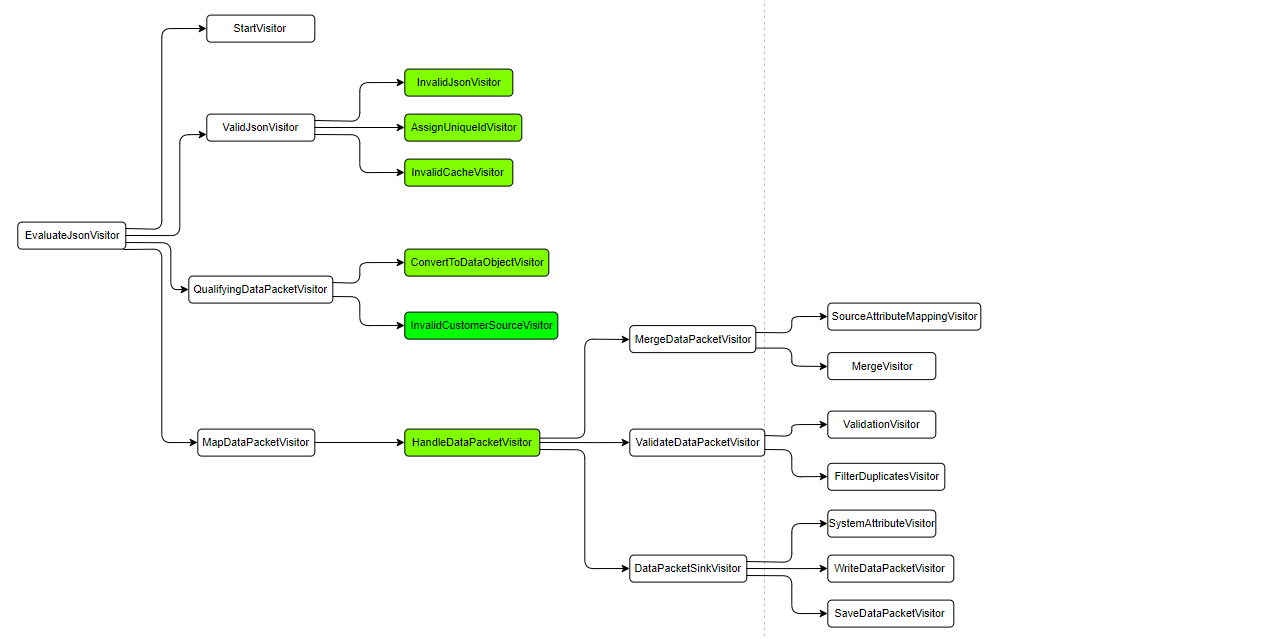 StartVisitor
InvalidJsonVisitor
ValidJsonVisitor
AssignUniqueIdVisitor
InvalidCacheVisitor
EvaluateJsonVisitor
ConvertToDataObjectVisitor
QualifyingDataPacketVisitor
InvalidCustomerSourceVisitor
SourceAttributeMappingVisitor
MergeDataPacketVisitor
MergeVisitor
ValidationVisitor
MapDataPacketVisitor
HandleDataPacketVisitor
ValidateDataPacketVisitor
FilterDuplicatesVisitor
SystemAttributeVisitor
DataPacketSinkVisitor
WriteDataPacketVisitor
SaveDataPacketVisitor